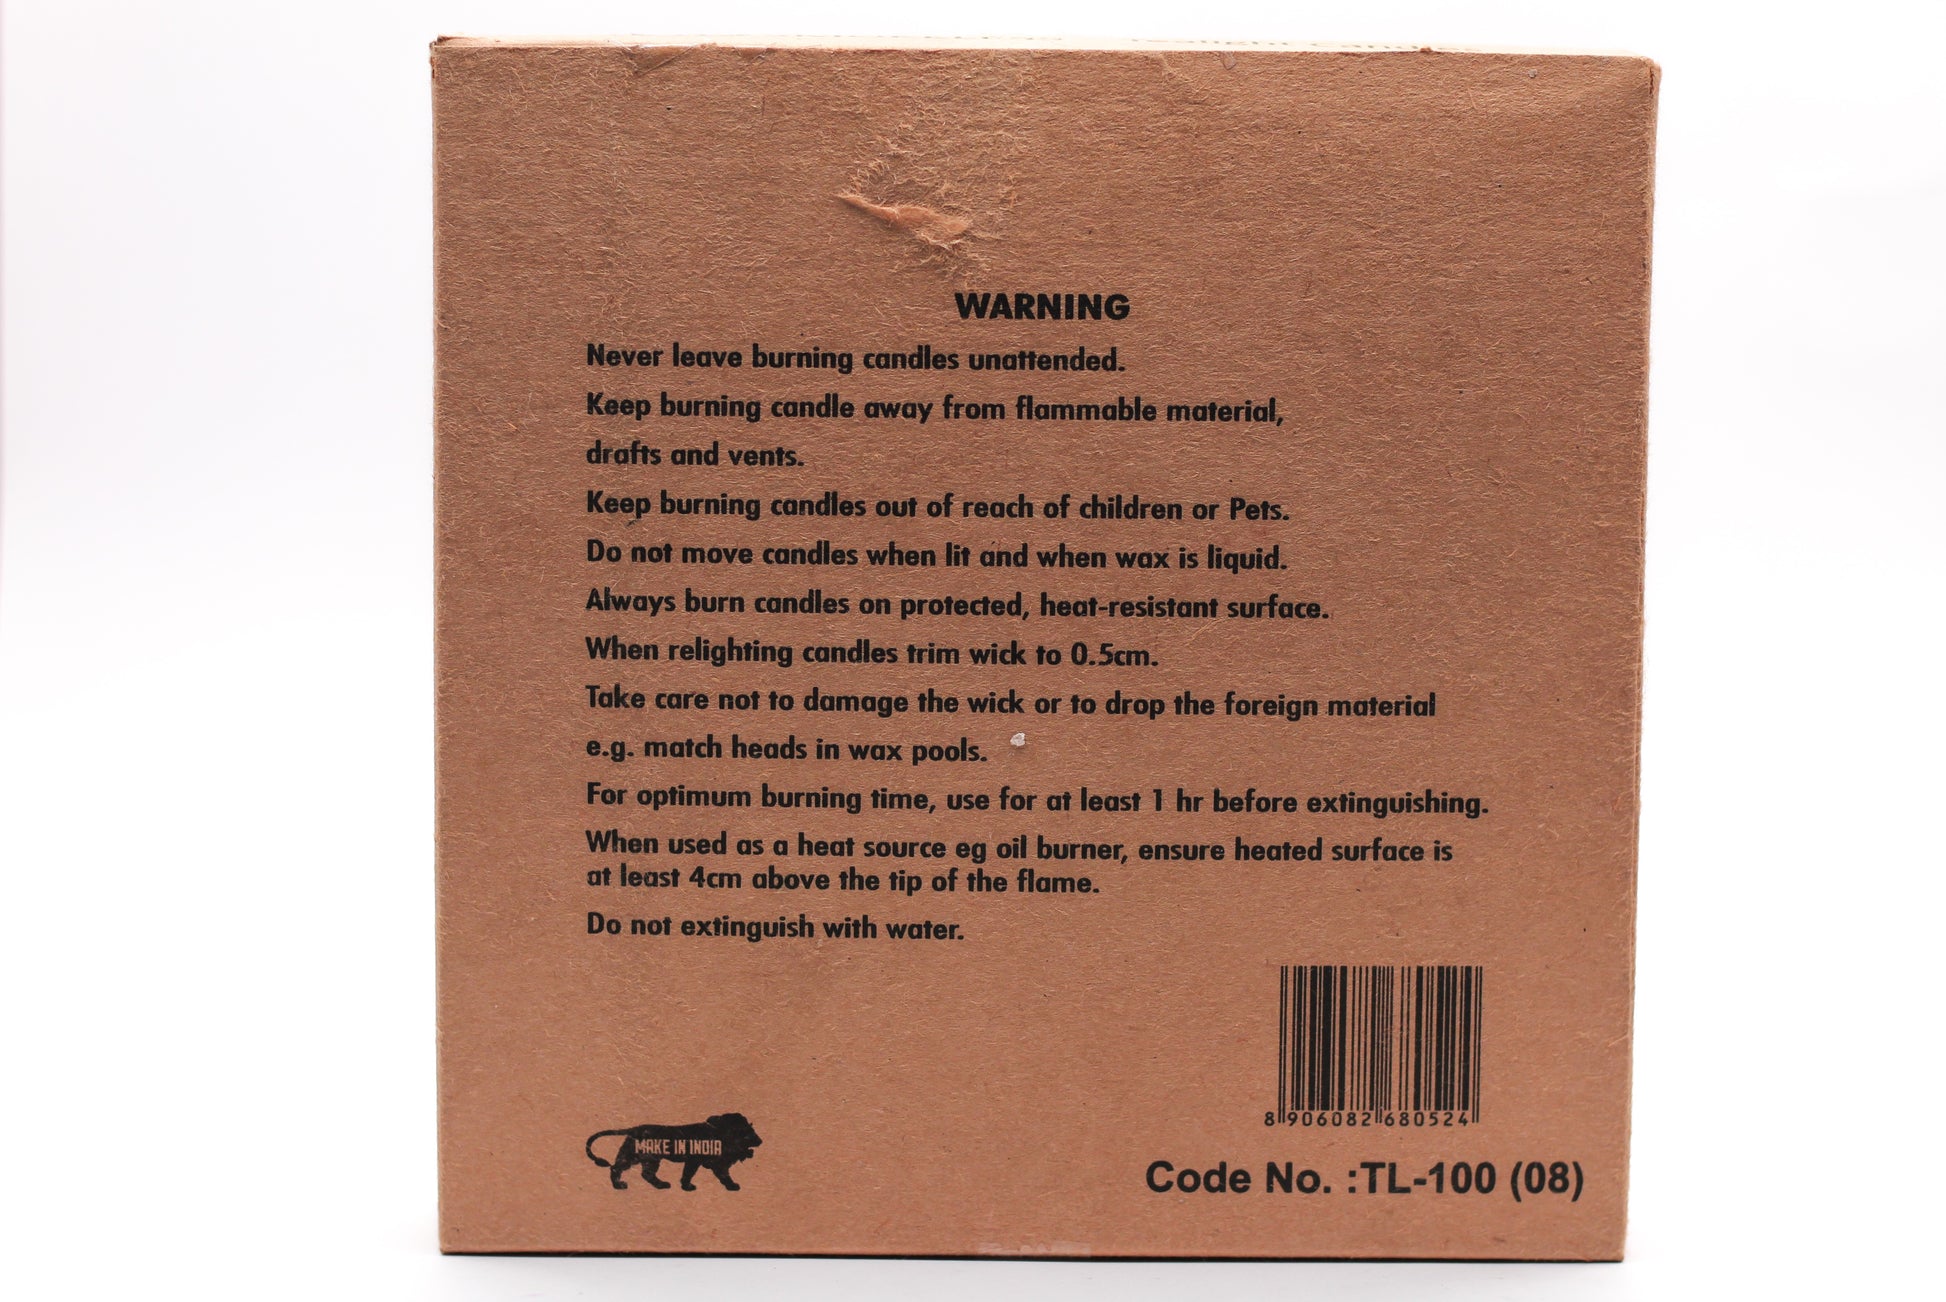 WARNING
Never leave burning candles unattended.
Keep burning candle away from flammable material,
drafts and vents.
Keep burning candles out of reach of children or Pets.
Do not move candles when lit and when wax is liquid.
Always burn candles on protected, heat-resistant surface.
When relighting candles trim wick to 0.5cm.
Take care not to damage the wick or to drop the foreign material
e.g. match heads in wax pools.
For optimum burning time, use for at least 1 hr before extinguishing.
When used as a heat source eg oil burner, ensure heated surface is
at least 4cm above the tip of the flame.
Do not extinguish with water.
8 906082 680524
MAKE IN INDIA
Code No. :TL-100 (08)